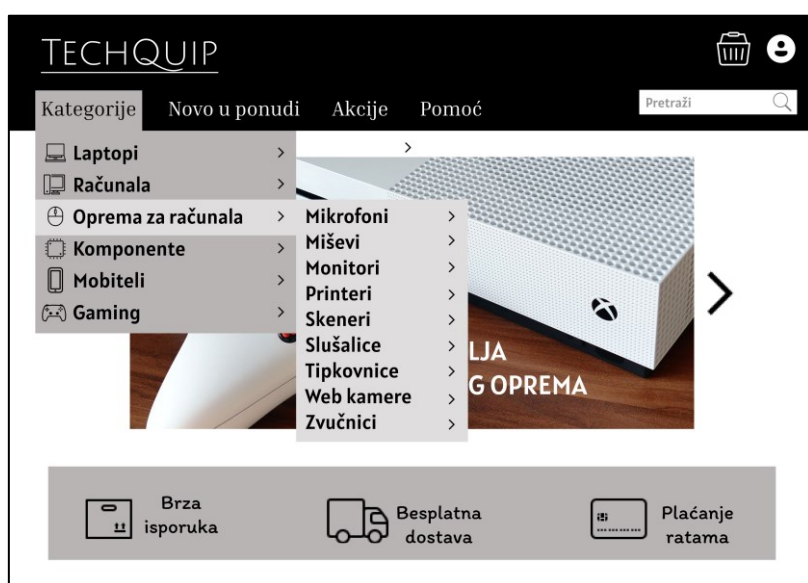 TECHQUIP
Kategorije Novo u ponudi Akcije Pomoć Pretraži
Laptopi
Računala
Oprema za računala
Komponente
Mobiteli
Gaming
Mikrofoni
Miševi
Monitori
Printeri
Skeneri
Slušalice
Tipkovnice
Web kamere
Zvučnici
LJA
G OPREMA
Brza
isporuka
Besplatna
dostava
Plaćanje
ratama